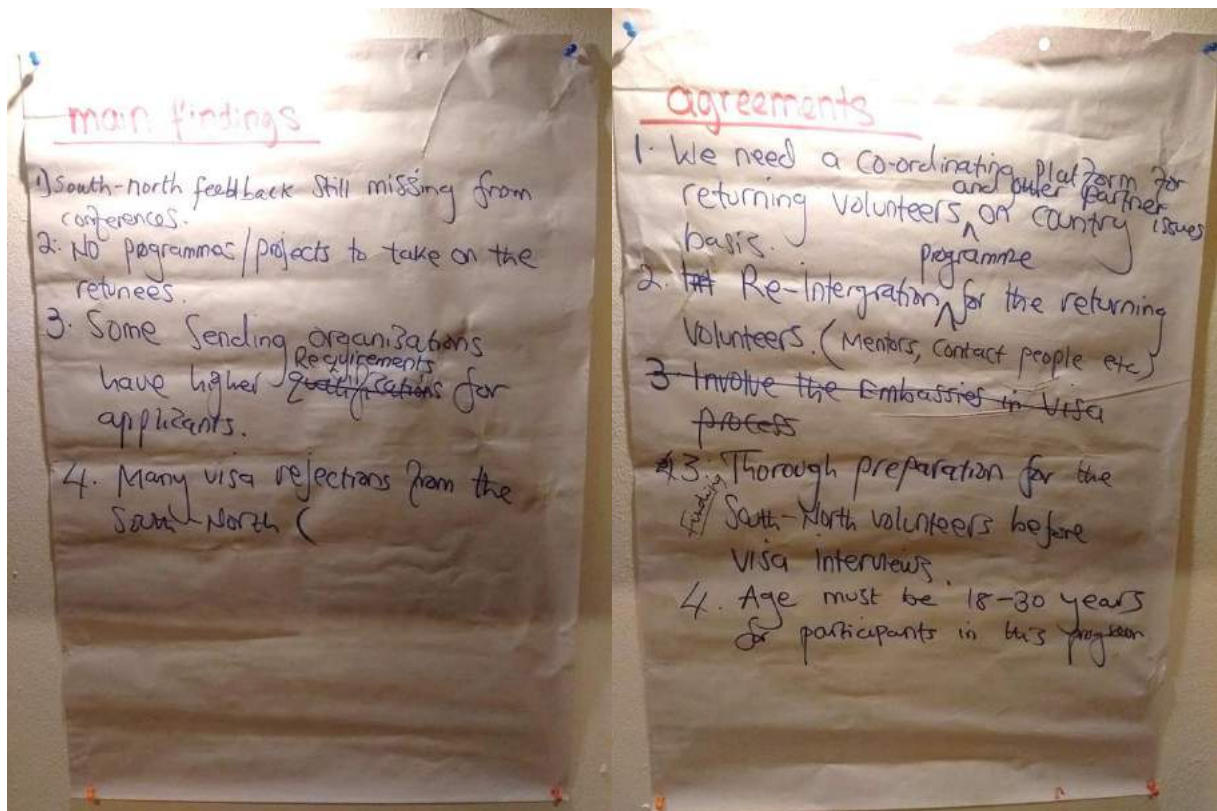 main findings
1) South-north feedback still missing from
conferences.
2. No programmes/projects to take on the
retunees.
3. Some Sending organisations
Requirements
have higher qualifications for
applicants.
4. Many visa rejections from the
South-North (
agreements
1. We need a co-ordinating platform for
and other partner issues
returning volunteers on country
basis.
programme
2. Re-Intergration for the returning
volunteers. (Mentors, contact people etc)
3 Involve the Embassies in visa
process
3. Thorough preparation for the
South-North volunteers before
visa interviews.
4. Age must be 18-30 years
for participants in this